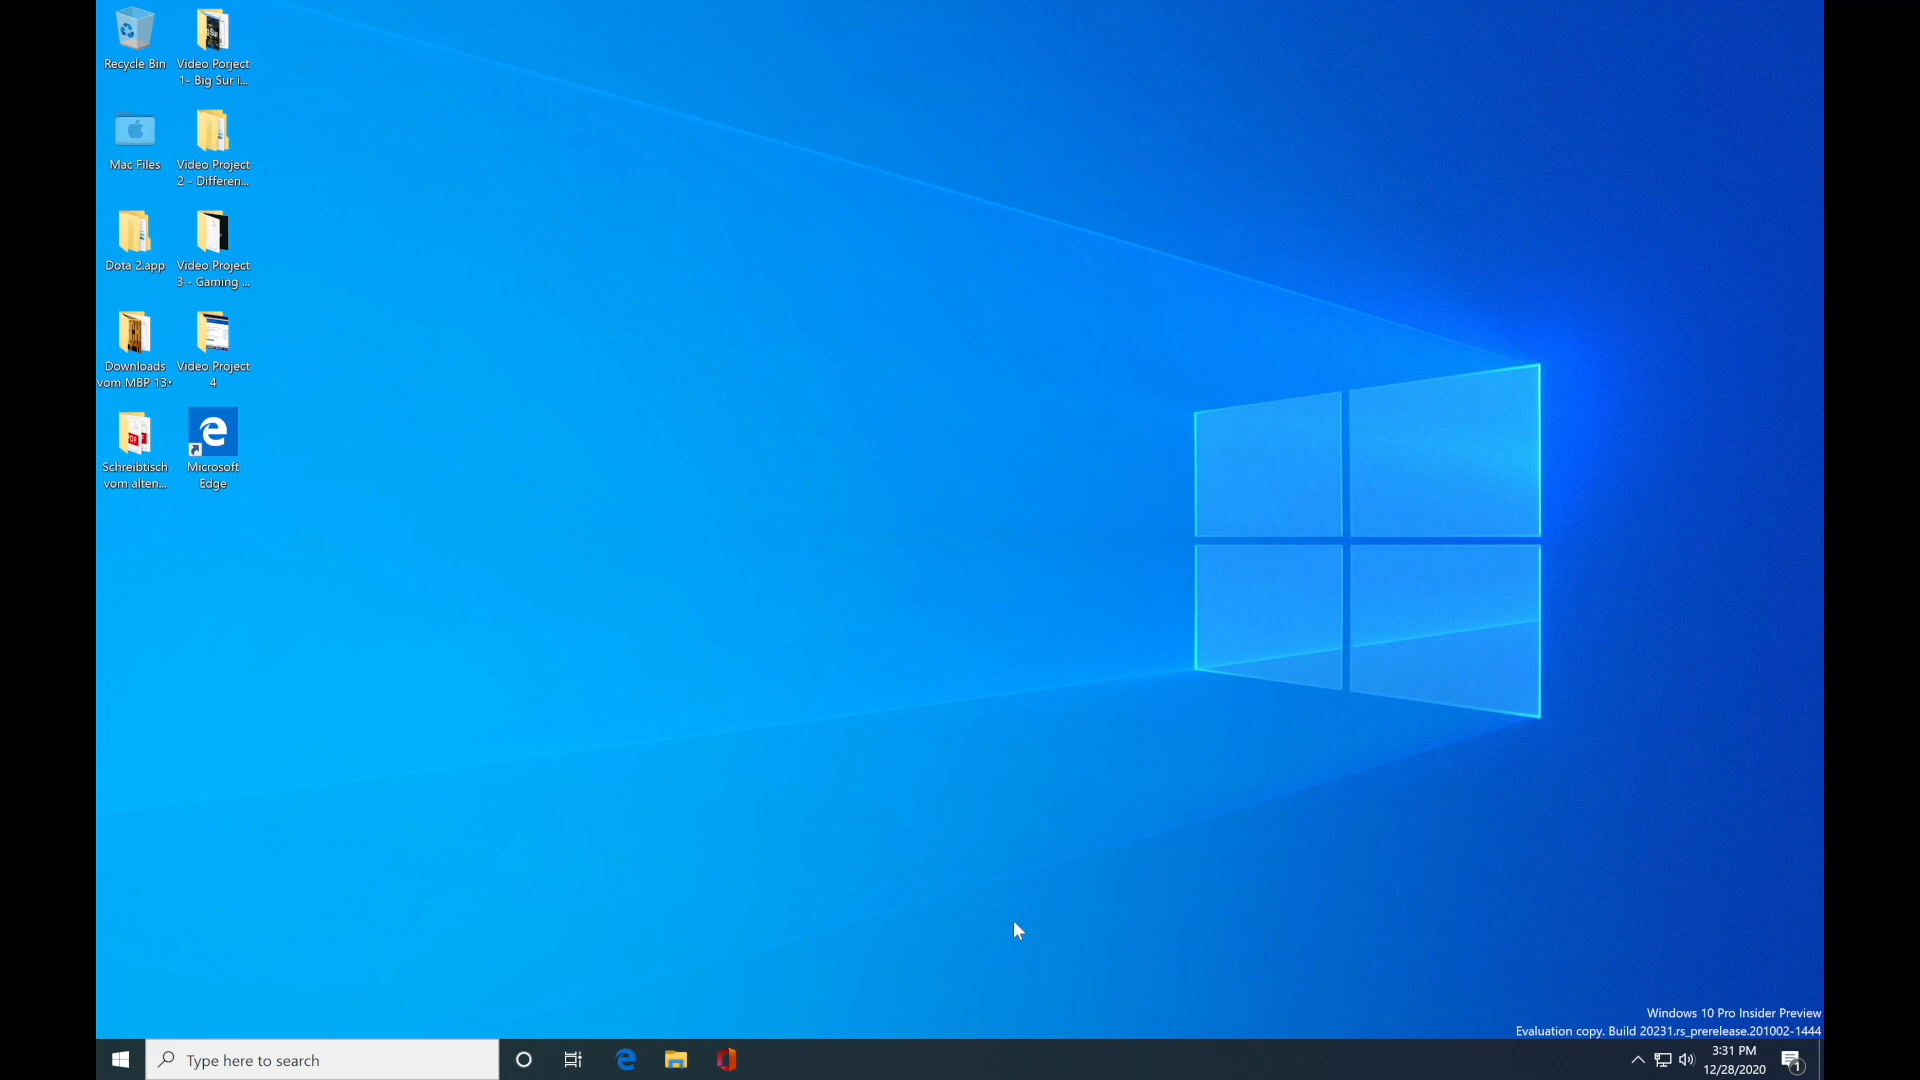 Recycle Bin
Video Porject
1- Big Sur i...
Mac Files
Video Project
2 - Differen...
Dota 2.app
Video Project
3 - Gaming ...
Downloads
vom MBP 13•
Video Project
4
Schreibtisch
vom alten...
Microsoft
Edge
Windows 10 Pro Insider Preview
Evaluation copy. Build 20231.rs_prerelease.201002-1444
Type here to search
3:31 PM
12/28/2020
1